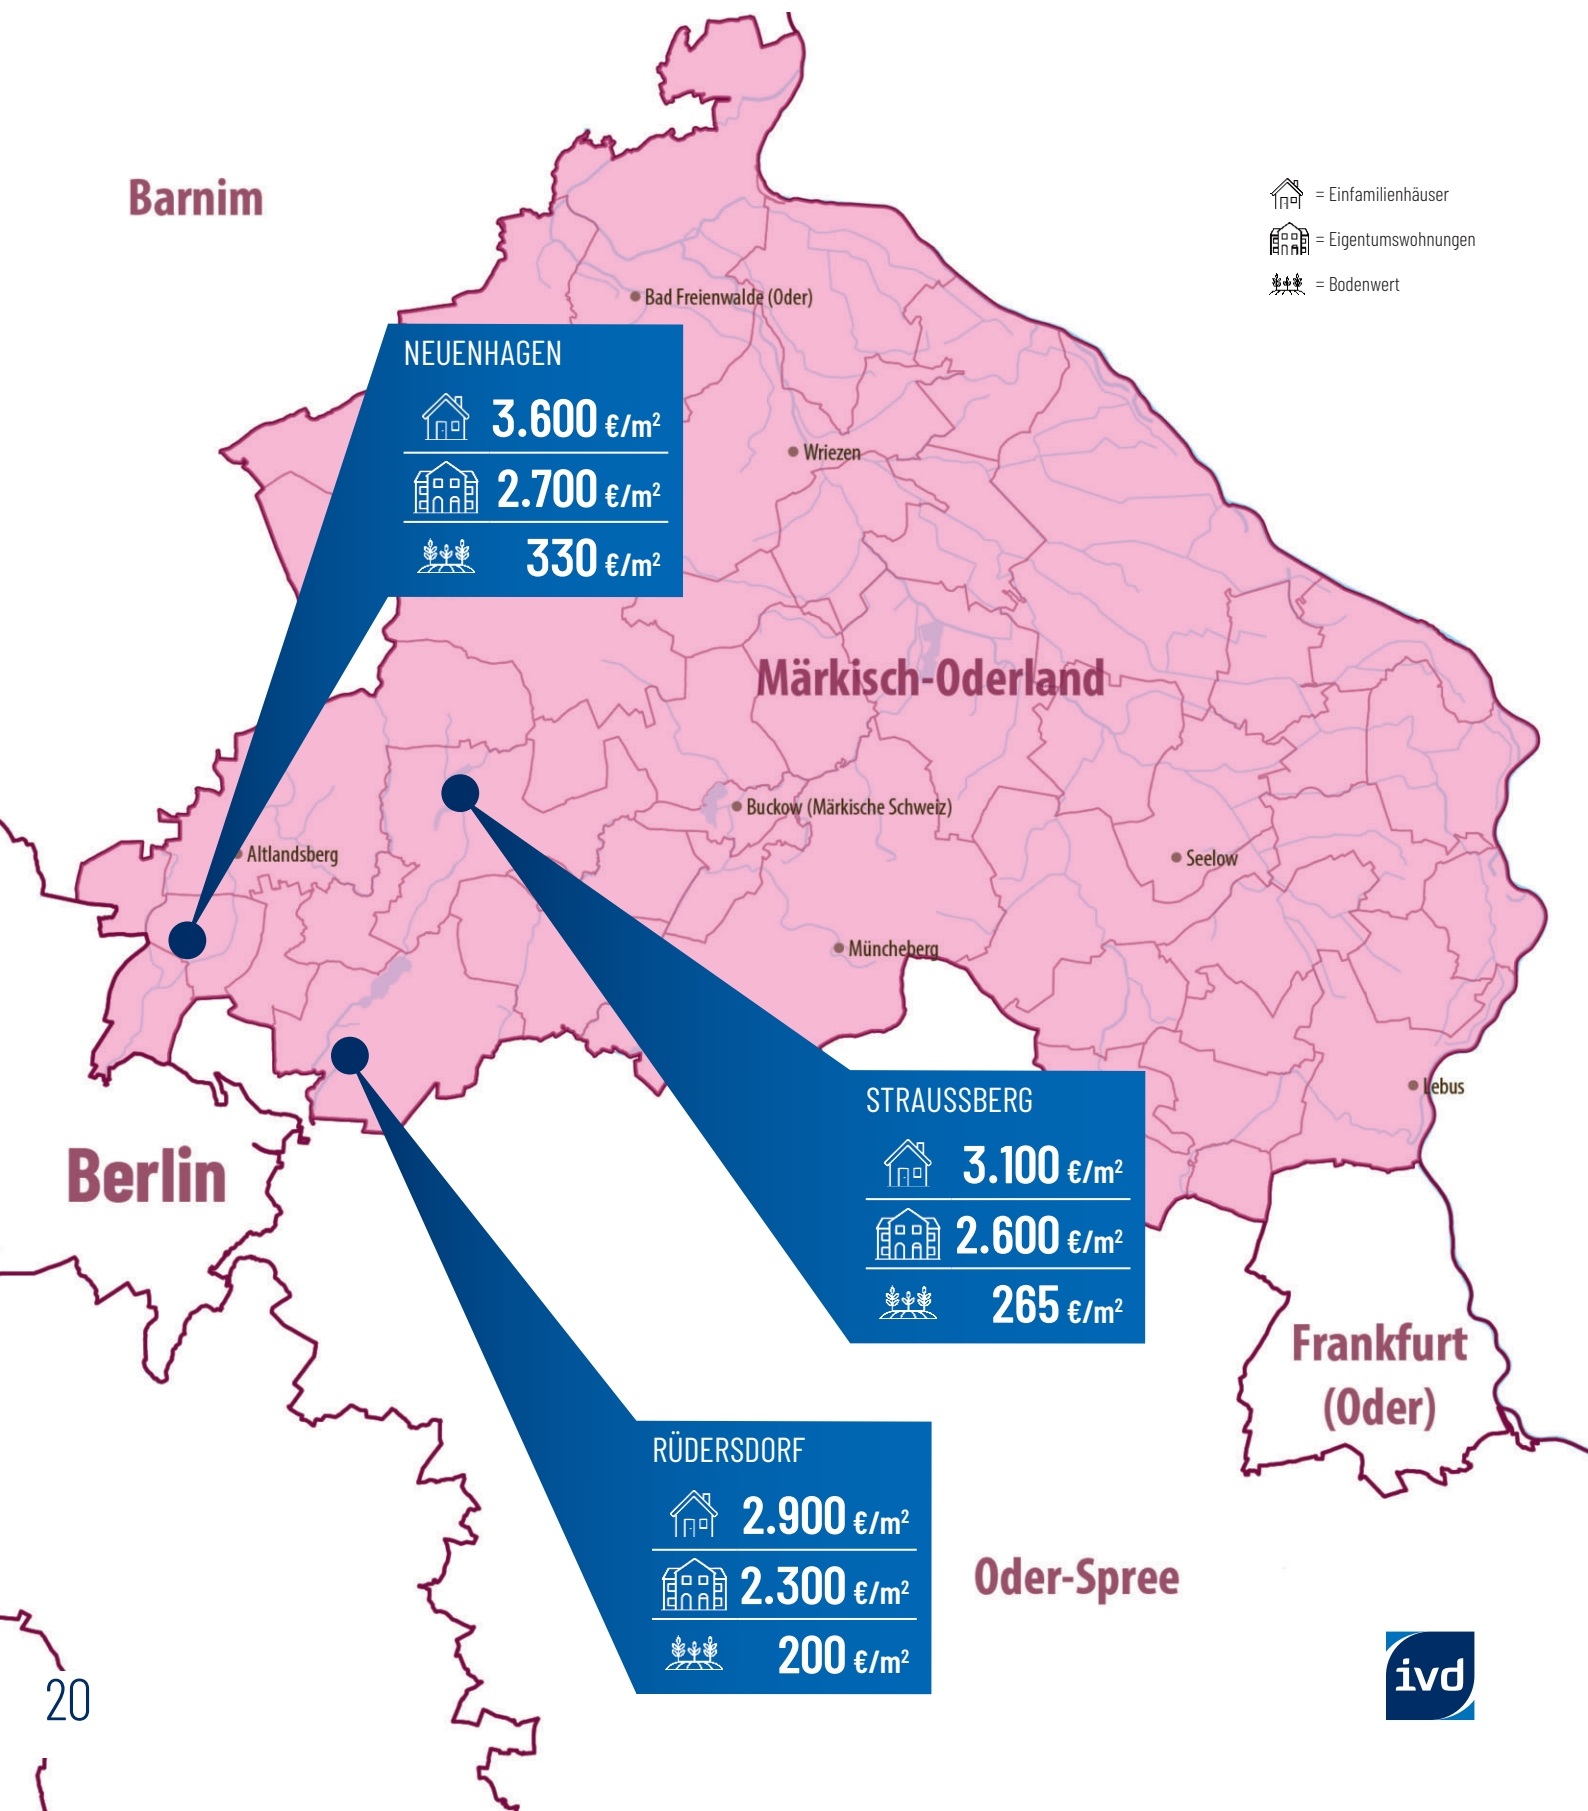 Barnim
= Einfamilienhäuser
= Eigentumswohnungen
= Bodenwert
Bad Freienwalde (Oder)
NEUENHAGEN
3.600 €/m²
2.700 €/m²
330 €/m²
Wriezen
Märkisch-Oderland
Buckow (Märkische Schweiz)
Altlandsberg
Seelow
Müncheberg
Lebus
STRAUSSBERG
3.100 €/m²
2.600 €/m²
265 €/m²
Berlin
Frankfurt
(Oder)
RÜDERSDORF
2.900 €/m²
2.300 €/m²
200 €/m²
Oder-Spree
ivd
20